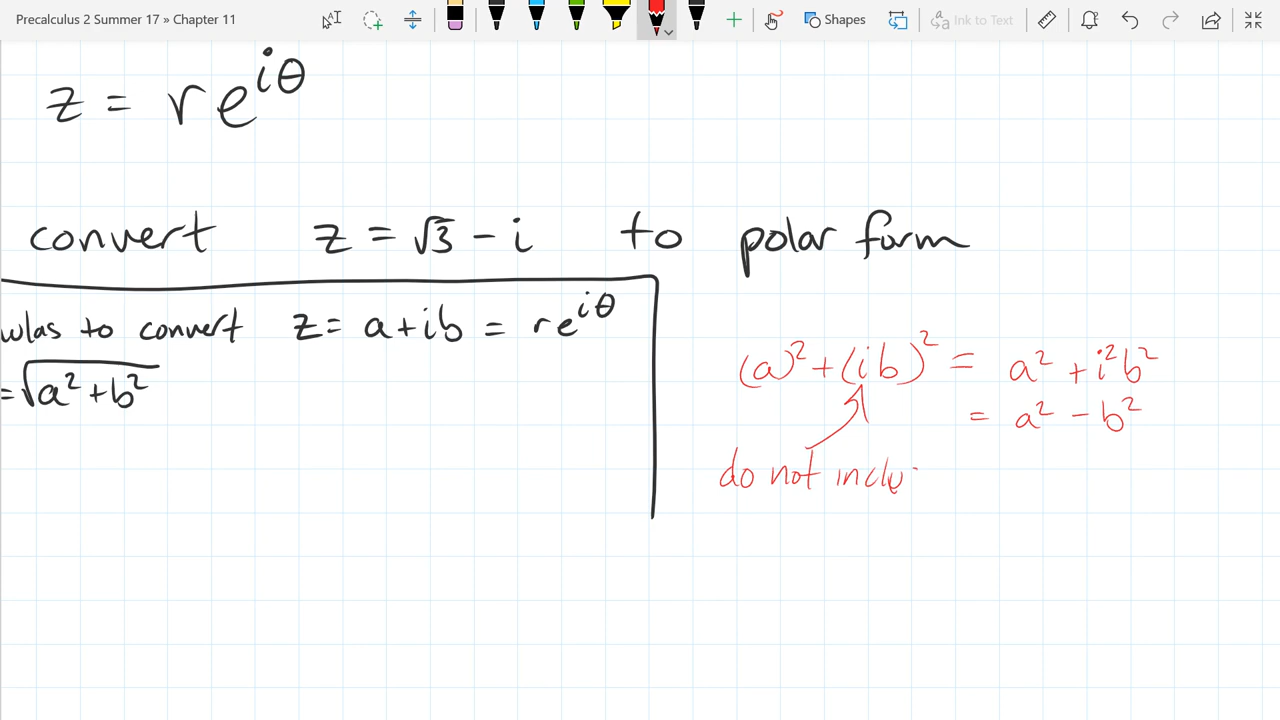 Precalculus 2 Summer 17 » Chapter 11
Shapes
Ink to Text
z = re^{iθ}
convert z = √3 - i to polar form
wlas to convert z = a + ib = re^{iθ}
= √a² + b²
(a)² + (ib)² = a² + i²b²
= a² - b²
do not inclu